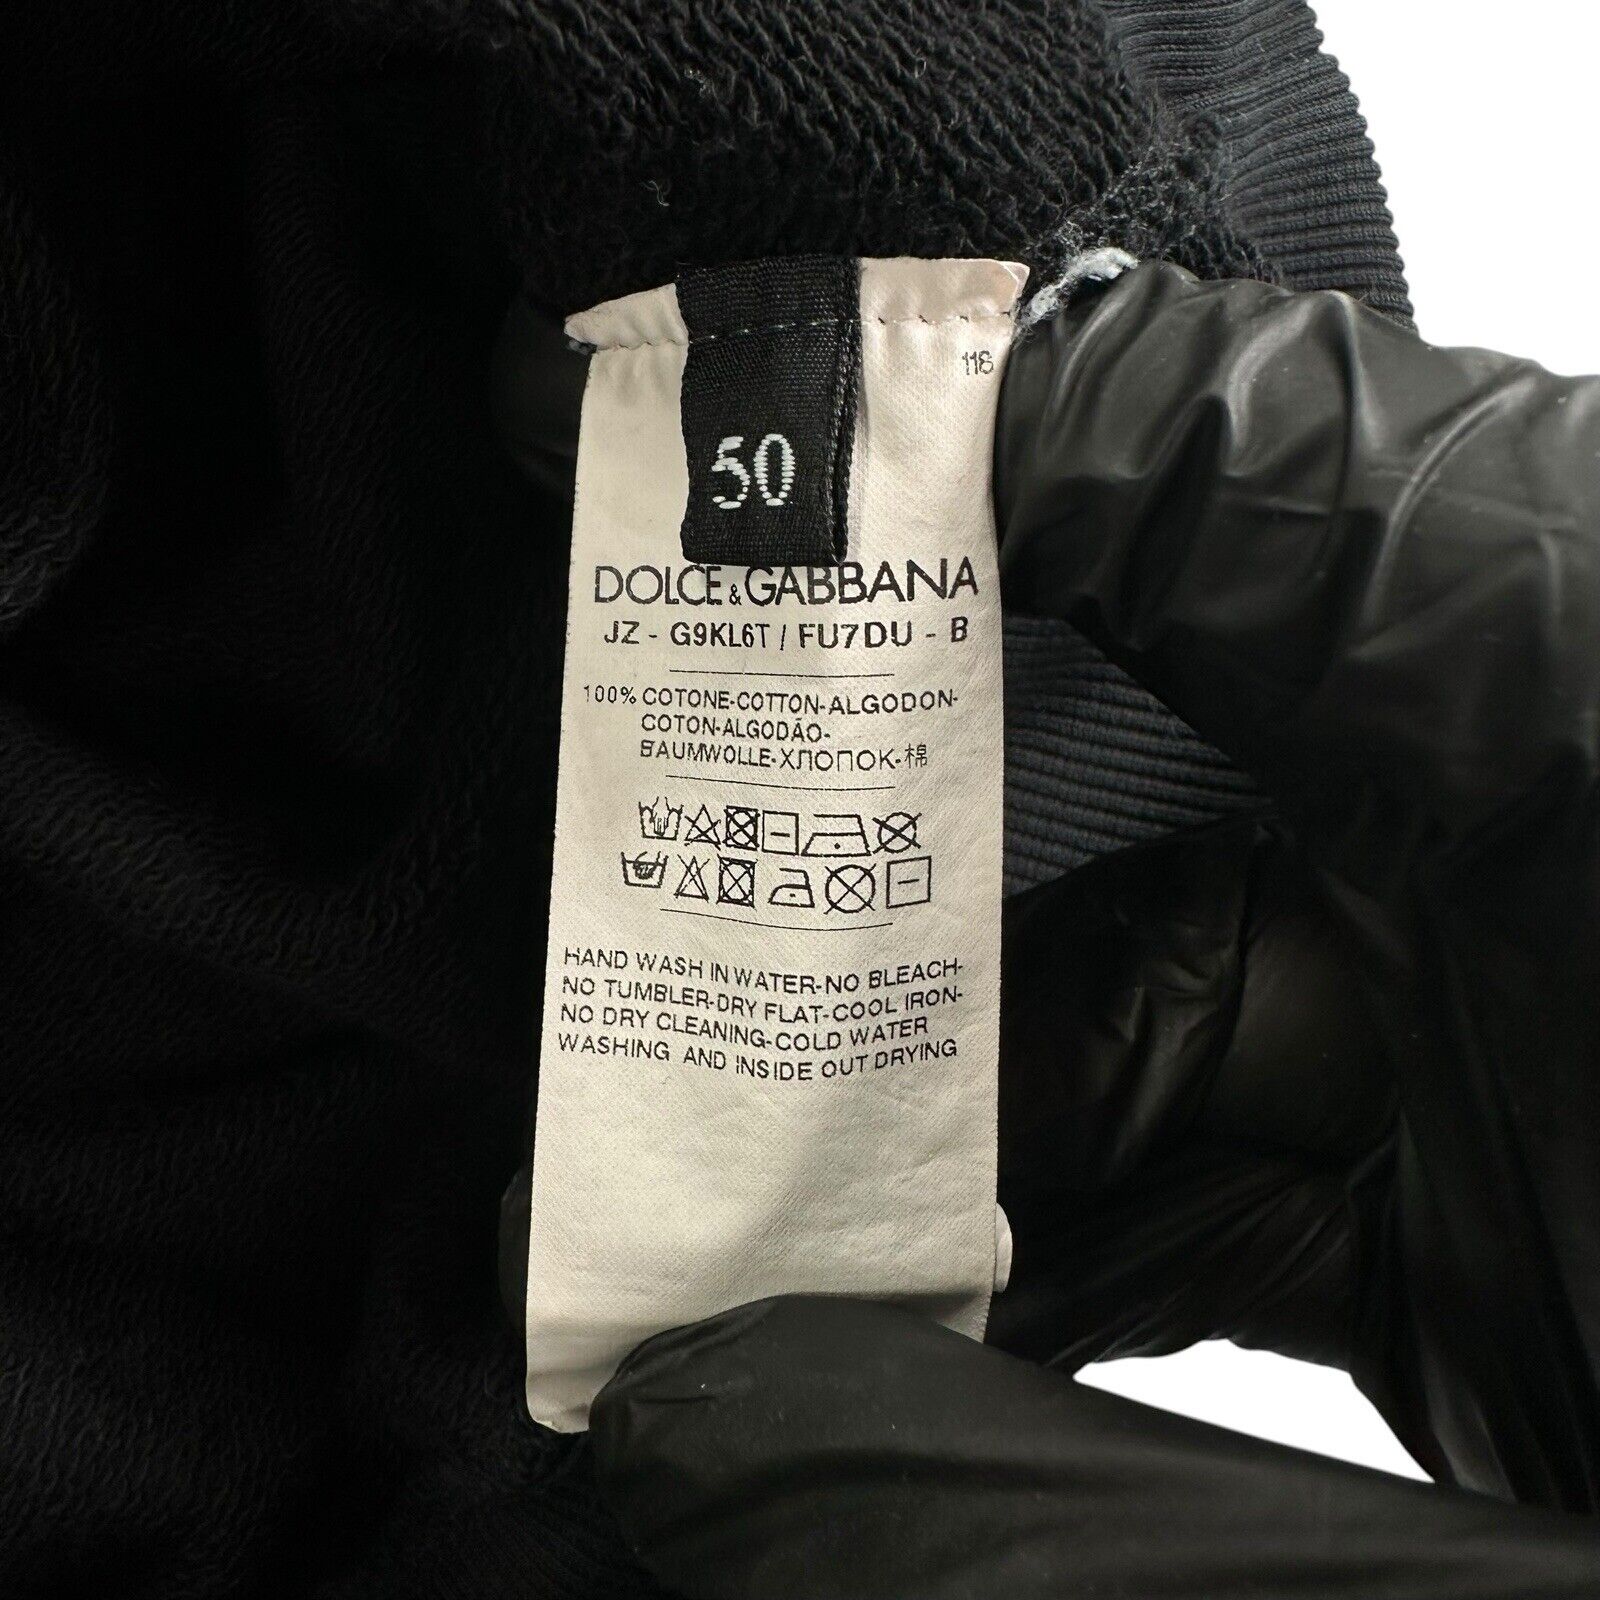 118
50
DOLCE & GABBANA
JZ - G9KL6T / FU7DU - B
100% COTONE-COTTON-ALGODON-
COTON-ALGODÃO-
BAUMWOLLE-ХЛОПОК-棉
HAND WASH IN WATER-NO BLEACH-
NO TUMBLER-DRY FLAT-COOL IRON-
NO DRY CLEANING-COLD WATER
WASHING AND INSIDE OUT DRYING